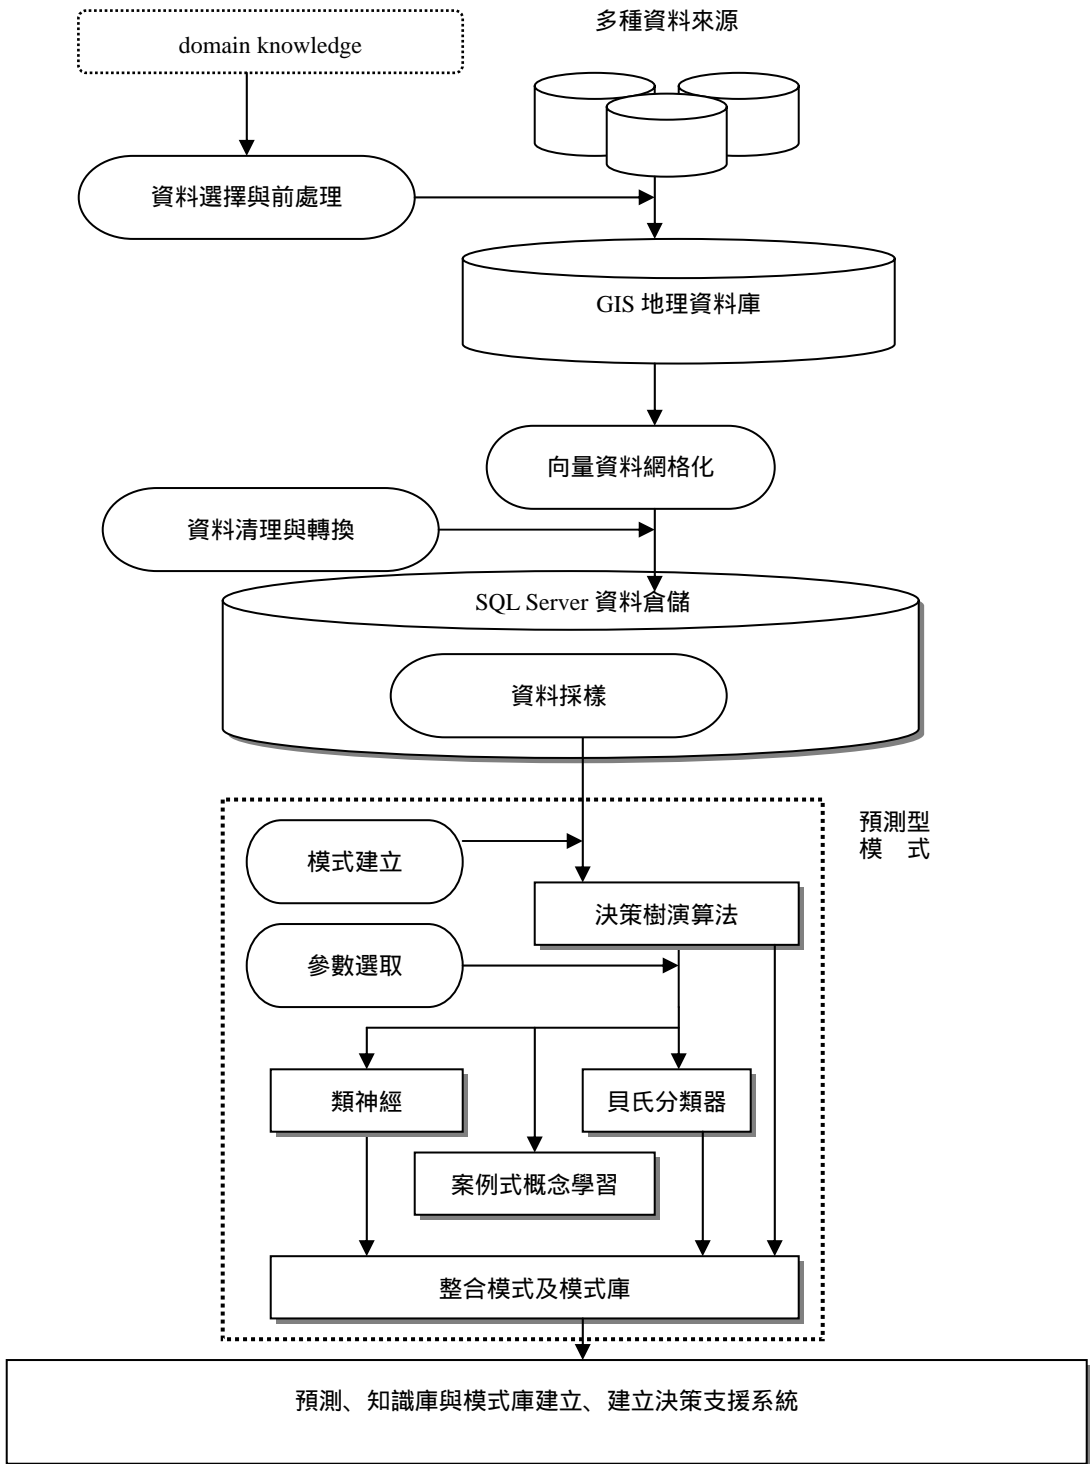 domain knowledge
多種資料來源
資料選擇與前處理
GIS 地理資料庫
向量資料網格化
資料清理與轉換
SQL Server 資料倉儲
資料採樣
預測型
模　式
模式建立
決策樹演算法
參數選取
類神經
貝氏分類器
案例式概念學習
整合模式及模式庫
預測、知識庫與模式庫建立、建立決策支援系統